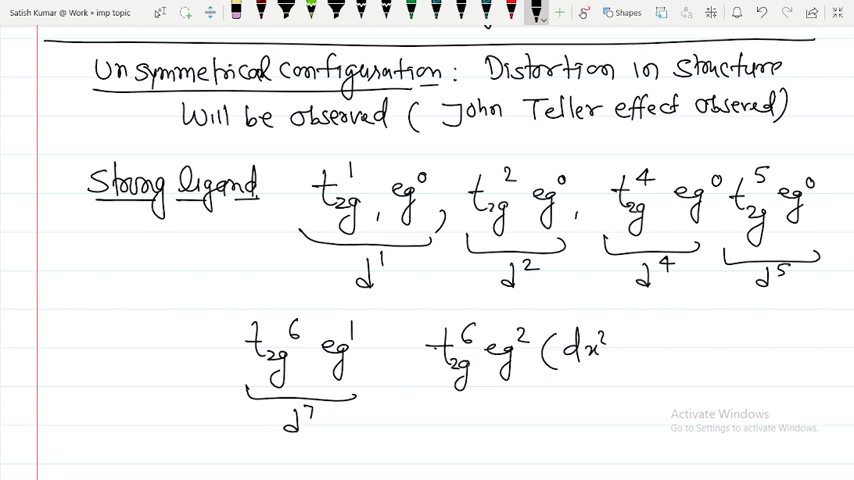 Satish Kumar @ Work » imp topic
Shapes
Unsymmetrical Configuration : Distortion in structure
Will be observed ( John Teller effect obsered)
Strong ligand t₂g¹, eg⁰, t₂g² eg⁰, t₂g⁴ eg⁰ t₂g⁵ eg⁰
d¹ d² d⁴ d⁵
t₂g⁶ eg¹ t₂g⁶ eg² (dx²
d⁷
Activate Windows
Go to Settings to activate Windows.